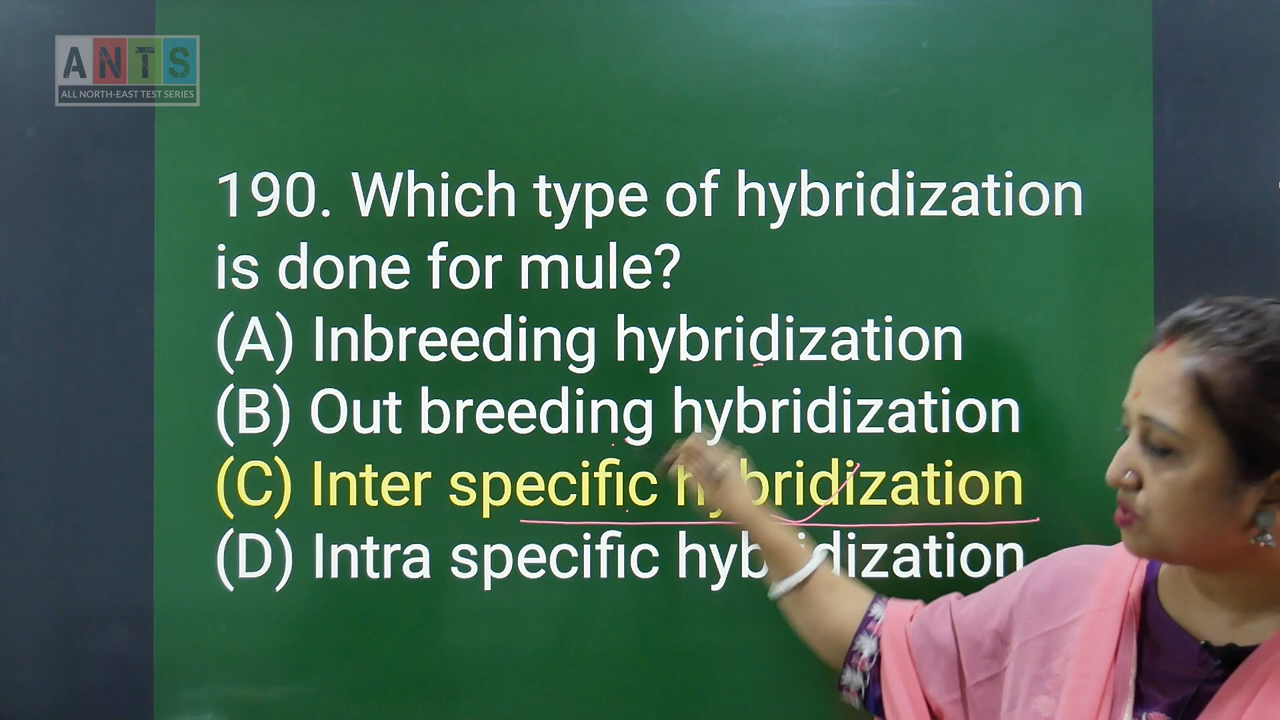 ANTS
ALL NORTH-EAST TEST SERIES
190. Which type of hybridization
is done for mule?
(A) Inbreeding hybridization
(B) Out breeding hybridization
(C) Inter specific hybridization
(D) Intra specific hybridization